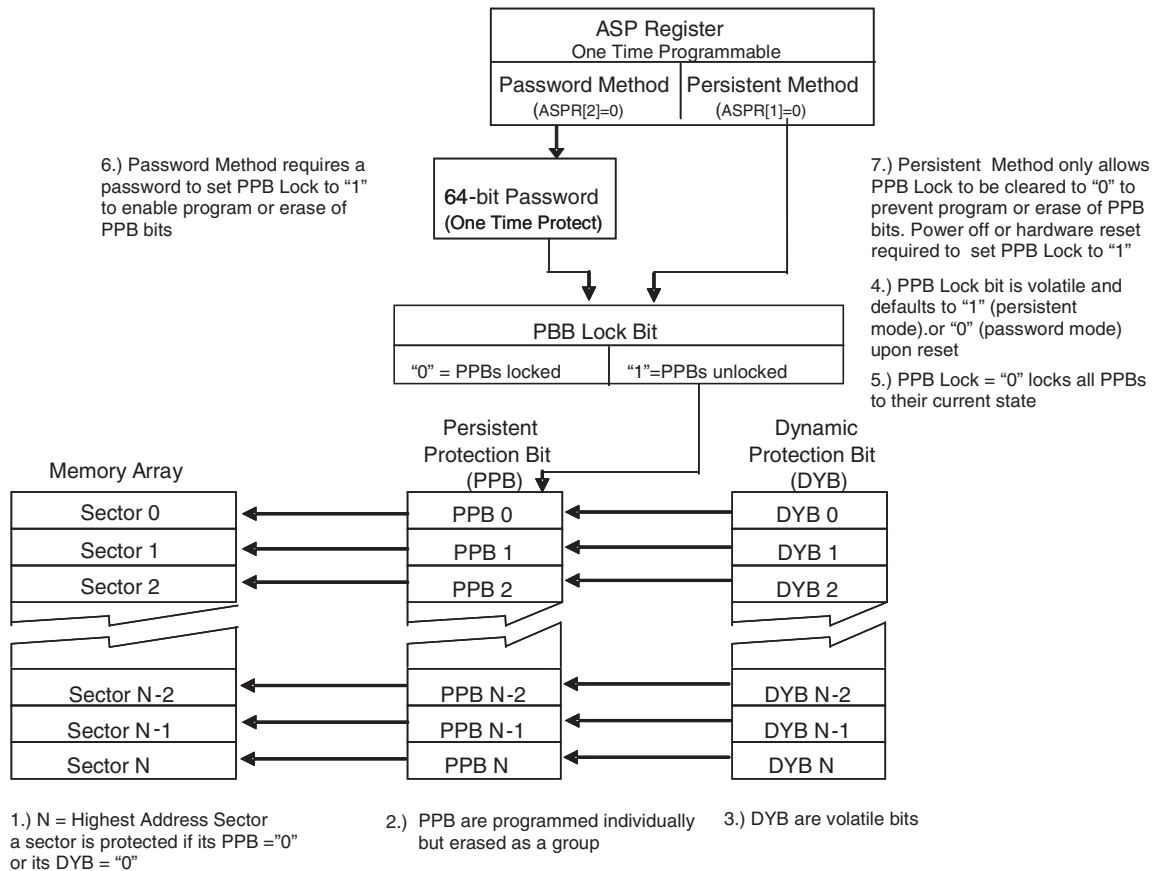 ASP Register
One Time Programmable
Password Method
(ASPR[2]=0)
Persistent Method
(ASPR[1]=0)
6.) Password Method requires a
password to set PPB Lock to “1”
to enable program or erase of
PPB bits
64-bit Password
(One Time Protect)
7.) Persistent Method only allows
PPB Lock to be cleared to “0” to
prevent program or erase of PPB
bits. Power off or hardware reset
required to set PPB Lock to “1”
4.) PPB Lock bit is volatile and
defaults to “1” (persistent
mode).or “0” (password mode)
upon reset
5.) PPB Lock = “0” locks all PPBs
to their current state
PBB Lock Bit
“0” = PPBs locked
“1”=PPBs unlocked
Memory Array
Persistent
Protection Bit
(PPB)
Dynamic
Protection Bit
(DYB)
Sector 0
PPB 0
DYB 0
Sector 1
PPB 1
DYB 1
Sector 2
PPB 2
DYB 2
Sector N-2
PPB N-2
DYB N-2
Sector N-1
PPB N-1
DYB N-1
Sector N
PPB N
DYB N
1.) N = Highest Address Sector
a sector is protected if its PPB =”0”
or its DYB = “0”
2.) PPB are programmed individually
but erased as a group
3.) DYB are volatile bits